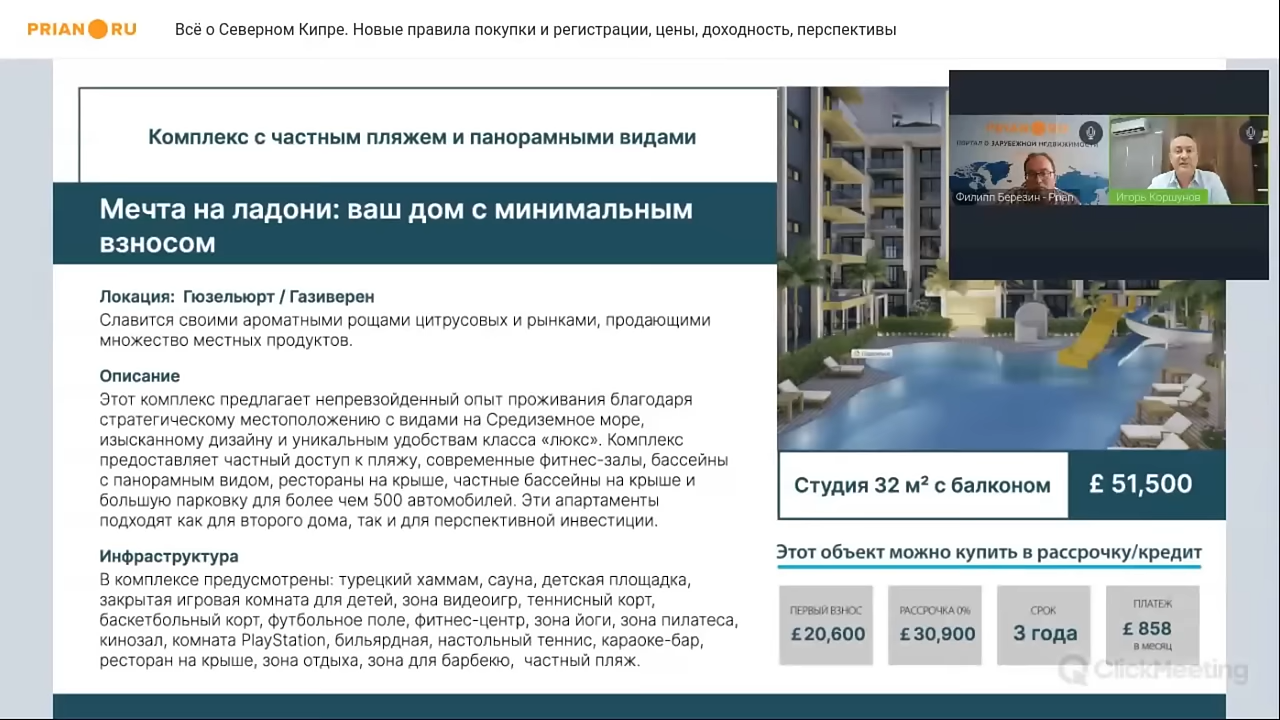 PRIAN RU
Всё о Северном Кипре. Новые правила покупки и регистрации, цены, доходность, перспективы
Комплекс с частным пляжем и панорамными видами
Мечта на ладони: ваш дом с минимальным
взносом
Локация: Гюзельюрт / Газиверен
Славится своими ароматными рощами цитрусовых и рынками, продающими
множество местных продуктов.
Описание
Этот комплекс предлагает непревзойденный опыт проживания благодаря
стратегическому местоположению с видами на Средиземное море,
изысканному дизайну и уникальным удобствам класса «люкс». Комплекс
предоставляет частный доступ к пляжу, современные фитнес-залы, бассейны
с панорамным видом, рестораны на крыше, частные бассейны на крыше и
большую парковку для более чем 500 автомобилей. Эти апартаменты
подходят как для второго дома, так и для перспективной инвестиции.
Инфраструктура
В комплексе предусмотрены: турецкий хаммам, сауна, детская площадка,
закрытая игровая комната для детей, зона видеоигр, теннисный корт,
баскетбольный корт, футбольное поле, фитнес-центр, зона йоги, зона пилатеса,
кинозал, комната PlayStation, бильярдная, настольный теннис, караоке-бар,
ресторан на крыше, зона отдыха, зона для барбекю, частный пляж.
ПОРТАЛ О ЗАРУБЕЖНОЙ НЕДВИЖИМОСТИ
Филипп Березин - Prian
Игорь Коршунов
Студия 32 м² с балконом
£ 51,500
Этот объект можно купить в рассрочку/кредит
ПЕРВЫЙ ВЗНОС
£20,600
РАССРОЧКА 0%
£30,900
СРОК
3 года
ПЛАТЕЖ
£ 858
в месяц
ClickMeeting